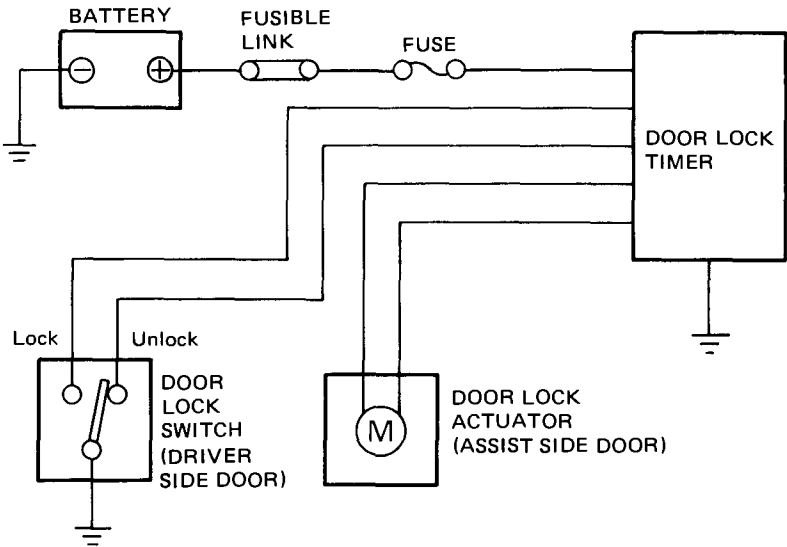 BATTERY
FUSIBLE
LINK
FUSE
DOOR LOCK
TIMER
Lock
Unlock
DOOR
LOCK
SWITCH
(DRIVER
SIDE DOOR)
M
DOOR LOCK
ACTUATOR
(ASSIST SIDE DOOR)